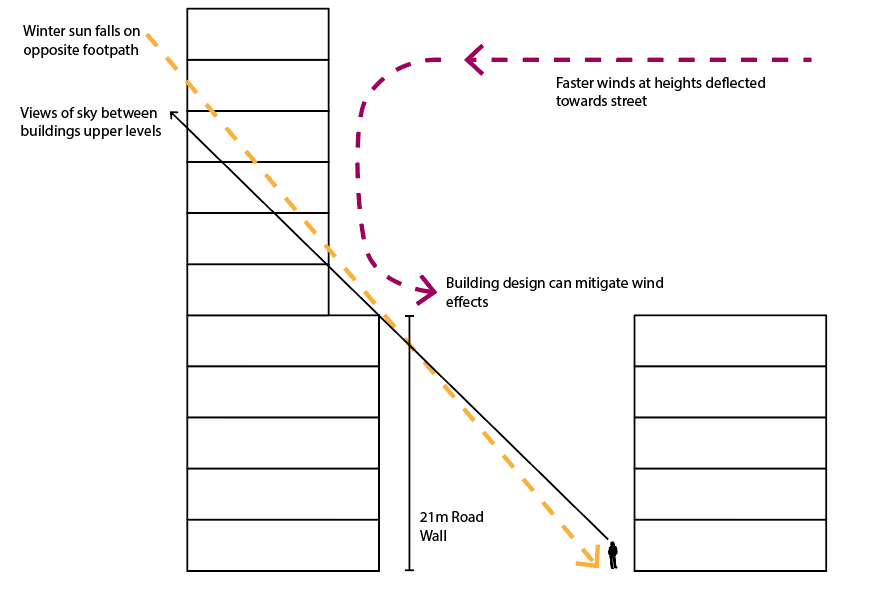 Winter sun falls on
opposite footpath
Views of sky between
buildings upper levels
Faster winds at heights deflected
towards street
Building design can mitigate wind
effects
21m Road
Wall